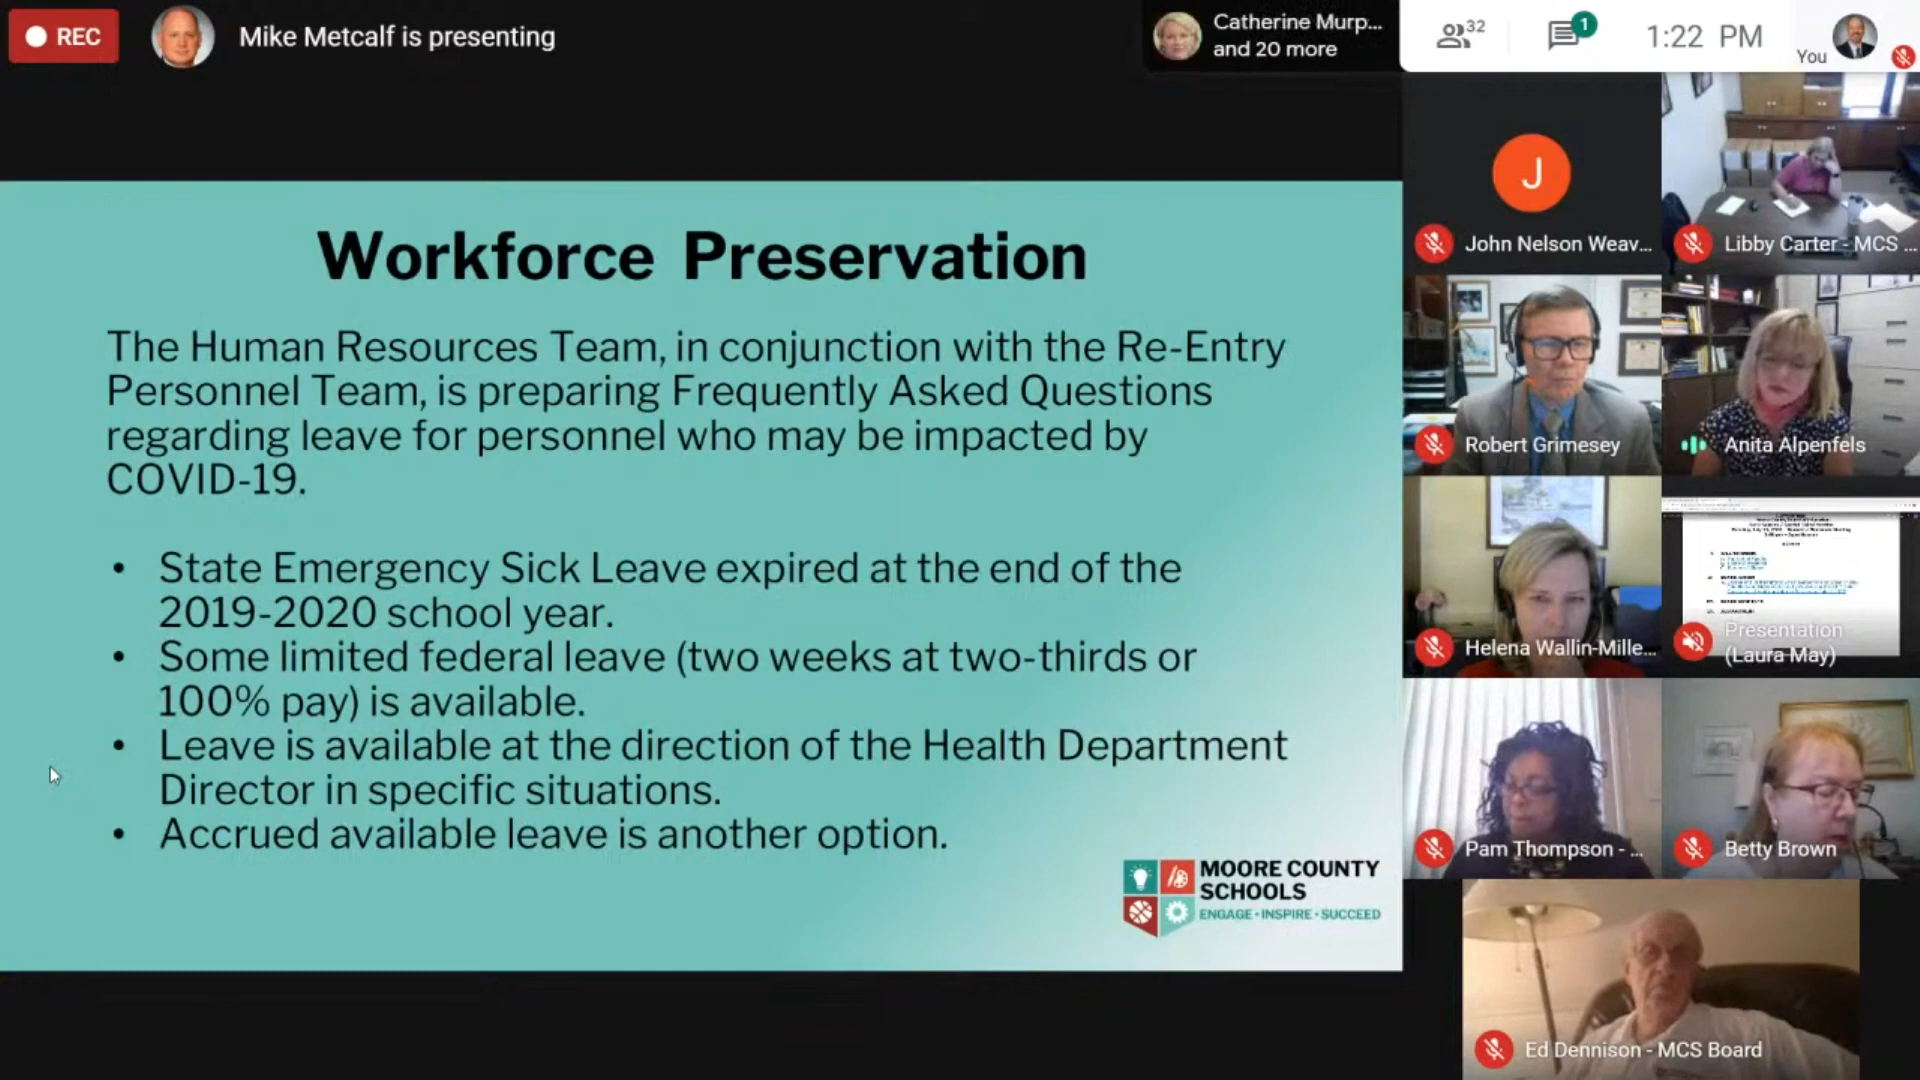 REC
Mike Metcalf is presenting
Catherine Murp...
and 20 more
32
1
1:22 PM
You
J
John Nelson Weav...
Libby Carter - MCS ...
Workforce Preservation
The Human Resources Team, in conjunction with the Re-Entry
Personnel Team, is preparing Frequently Asked Questions
regarding leave for personnel who may be impacted by
COVID-19.
• State Emergency Sick Leave expired at the end of the
2019-2020 school year.
• Some limited federal leave (two weeks at two-thirds or
100% pay) is available.
• Leave is available at the direction of the Health Department
Director in specific situations.
• Accrued available leave is another option.
MOORE COUNTY
SCHOOLS
ENGAGE • INSPIRE • SUCCEED
Robert Grimesey
Anita Alpenfels
Helena Wallin-Mille...
Presentation
(Laura May)
Pam Thompson - ...
Betty Brown
Ed Dennison - MCS Board